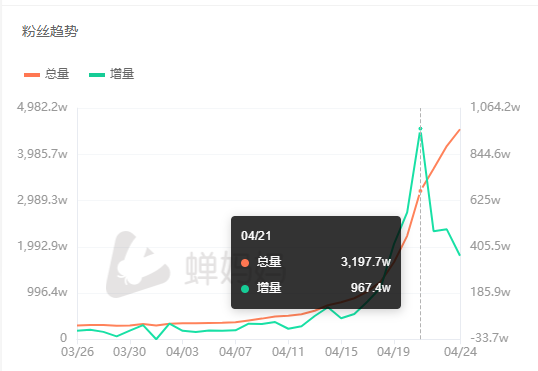 粉丝趋势
总量 增量
4,982.2w 1,064.2w
3,985.7w 844.6w
2,989.3w 625w
1,992.9w 405.5w
996.4w 185.9w
0 -33.7w
04/21
总量 3,197.7w
增量 967.4w
蝉妈妈
03/26 03/30 04/03 04/07 04/11 04/15 04/19 04/24